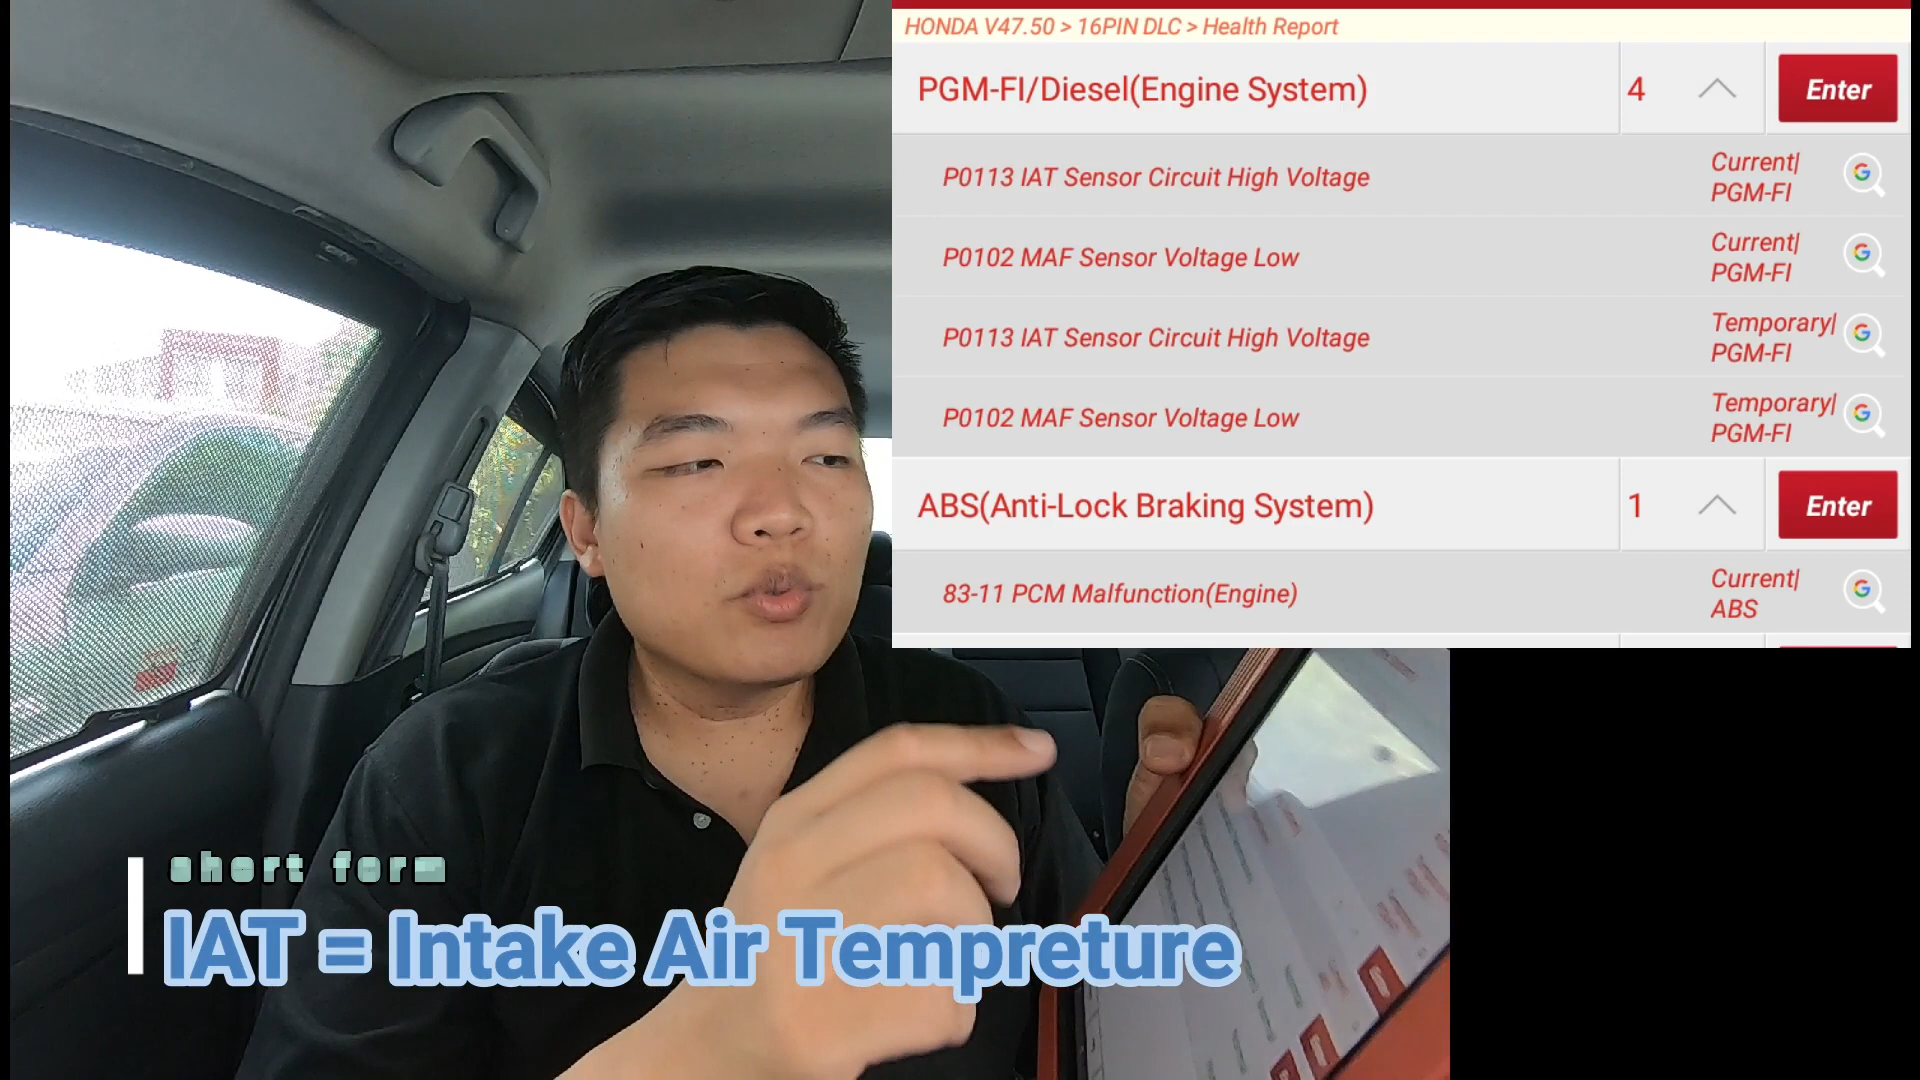 HONDA V47.50 > 16PIN DLC > Health Report
PGM-FI/Diesel(Engine System)
4
Enter
P0113 IAT Sensor Circuit High Voltage
Current|
PGM-FI
P0102 MAF Sensor Voltage Low
Current|
PGM-FI
P0113 IAT Sensor Circuit High Voltage
Temporary|
PGM-FI
P0102 MAF Sensor Voltage Low
Temporary|
PGM-FI
ABS(Anti-Lock Braking System)
1
Enter
83-11 PCM Malfunction(Engine)
Current|
ABS
short form
IAT = Intake Air Tempreture